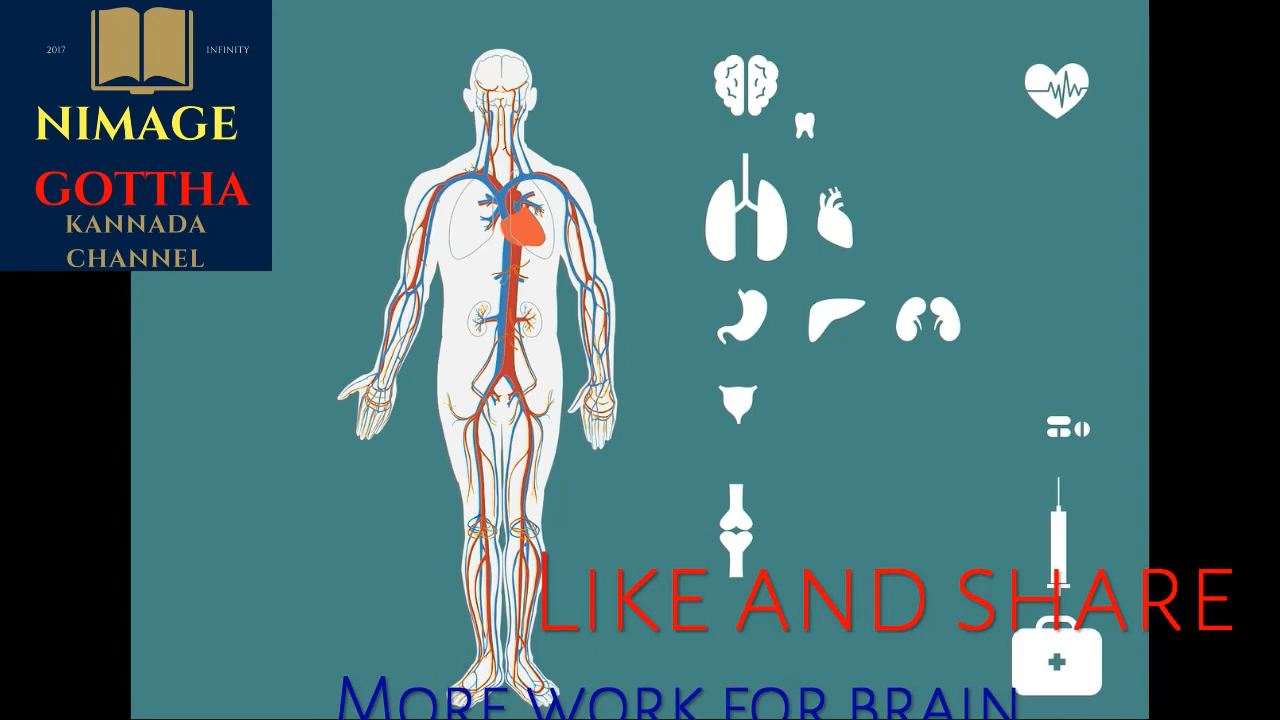 2017
INFINITY
NIMAGE
GOTTHA
KANNADA
CHANNEL
LIKE AND SHARE
MORE WORK FOR BRAIN